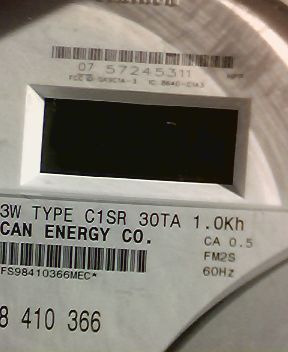 07 57245311
3W TYPE C1SR 30TA 1.0Kh
CAN ENERGY CO.
CA 0.5
FM2S
60Hz
FS98410366MEC*
8 410 366